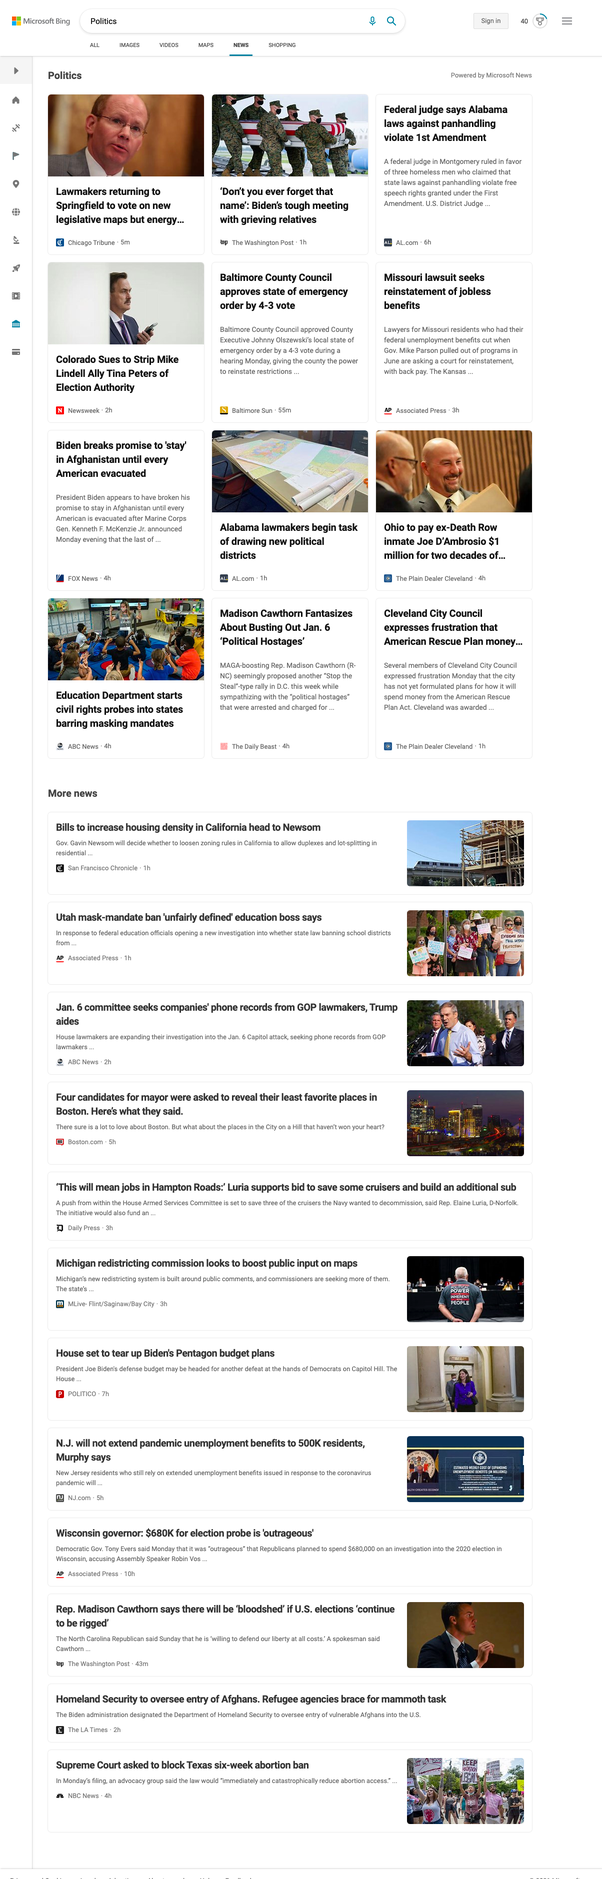 Microsoft Bing
Politics
Sign in
40
ALL
IMAGES
VIDEOS
MAPS
NEWS
SHOPPING
Politics
Powered by Microsoft News
Lawmakers returning to
Springfield to vote on new
legislative maps but energy...
Chicago Tribune · 5m
'Don't you ever forget that
name': Biden's tough meeting
with grieving relatives
The Washington Post · 1h
Federal judge says Alabama
laws against panhandling
violate 1st Amendment
A federal judge in Montgomery ruled in favor
of three homeless men who claimed that
state laws against panhandling violate free
speech rights granted under the First
Amendment. U.S. District Judge ...
AL.com · 6h
Colorado Sues to Strip Mike
Lindell Ally Tina Peters of
Election Authority
Newsweek · 2h
Baltimore County Council
approves state of emergency
order by 4-3 vote
Baltimore County Council approved County
Executive Johnny Olszewski's local state of
emergency order by a 4-3 vote during a
hearing Monday, giving the county the power
to reinstate restrictions ...
Baltimore Sun · 55m
Missouri lawsuit seeks
reinstatement of jobless
benefits
Lawyers for Missouri residents who had their
federal unemployment benefits cut when
Gov. Mike Parson pulled out of programs in
June are asking a court for reinstatement,
with back pay. The Kansas ...
AP Associated Press · 3h
Biden breaks promise to 'stay'
in Afghanistan until every
American evacuated
President Biden appears to have broken his
promise to stay in Afghanistan until every
American is evacuated after Marine Corps
Gen. Kenneth F. McKenzie Jr. announced
Monday evening that the last of ...
FOX News · 4h
Alabama lawmakers begin task
of drawing new political
districts
AL.com · 1h
Ohio to pay ex-Death Row
inmate Joe D'Ambrosio $1
million for two decades of...
The Plain Dealer Cleveland · 4h
Education Department starts
civil rights probes into states
barring masking mandates
ABC News · 4h
Madison Cawthorn Fantasizes
About Busting Out Jan. 6
'Political Hostages'
MAGA-boosting Rep. Madison Cawthorn (R-
NC) seemingly proposed another "Stop the
Steal"-type rally in D.C. this week while
sympathizing with the "political hostages"
that were arrested and charged for ...
The Daily Beast · 4h
Cleveland City Council
expresses frustration that
American Rescue Plan money...
Several members of Cleveland City Council
expressed frustration Monday that the city
has not yet formulated plans for how it will
spend money from the American Rescue
Plan Act. Cleveland was awarded ...
The Plain Dealer Cleveland · 1h
More news
Bills to increase housing density in California head to Newsom
Gov. Gavin Newsom will decide whether to loosen zoning rules in California to allow duplexes and lot-splitting in
residential ...
San Francisco Chronicle · 1h
Utah mask-mandate ban 'unfairly defined' education boss says
In response to federal education officials opening a new investigation into whether state law banning school districts
from ...
AP Associated Press · 1h
Jan. 6 committee seeks companies' phone records from GOP lawmakers, Trump
aides
House lawmakers are expanding their investigation into the Jan. 6 Capitol attack, seeking phone records from GOP
lawmakers ...
ABC News · 2h
Four candidates for mayor were asked to reveal their least favorite places in
Boston. Here's what they said.
There sure is a lot to love about Boston. But what about the places in the City on a Hill that haven't won your heart?
Boston.com · 5h
'This will mean jobs in Hampton Roads:' Luria supports bid to save some cruisers and build an additional sub
A push from within the House Armed Services Committee is set to save three of the cruisers the Navy wanted to decommission, said Rep. Elaine Luria, D-Norfolk.
The initiative would also fund an ...
Daily Press · 3h
Michigan redistricting commission looks to boost public input on maps
Michigan's new redistricting system is built around public comments, and commissioners are seeking more of them.
The state's ...
MLive- Flint/Saginaw/Bay City · 3h
POWER
PEOPLE
House set to tear up Biden's Pentagon budget plans
President Joe Biden's defense budget may be headed for another defeat at the hands of Democrats on Capitol Hill. The
House ...
POLITICO · 7h
N.J. will not extend pandemic unemployment benefits to 500K residents,
Murphy says
New Jersey residents who still rely on extended unemployment benefits issued in response to the coronavirus
pandemic will ...
NJ.com · 5h
Wisconsin governor: $680K for election probe is 'outrageous'
Democratic Gov. Tony Evers said Monday that it was "outrageous" that Republicans planned to spend $680,000 on an investigation into the 2020 election in
Wisconsin, accusing Assembly Speaker Robin Vos ...
AP Associated Press · 10h
Rep. Madison Cawthorn says there will be 'bloodshed' if U.S. elections 'continue
to be rigged'
The North Carolina Republican said Sunday that he is 'willing to defend our liberty at all costs.' A spokesman said
Cawthorn ...
The Washington Post · 43m
Homeland Security to oversee entry of Afghans. Refugee agencies brace for mammoth task
The Biden administration designated the Department of Homeland Security to oversee entry of vulnerable Afghans into the U.S.
The LA Times · 2h
Supreme Court asked to block Texas six-week abortion ban
In Monday's filing, an advocacy group said the law would "immediately and catastrophically reduce abortion access." ...
NBC News · 4h
KEEP